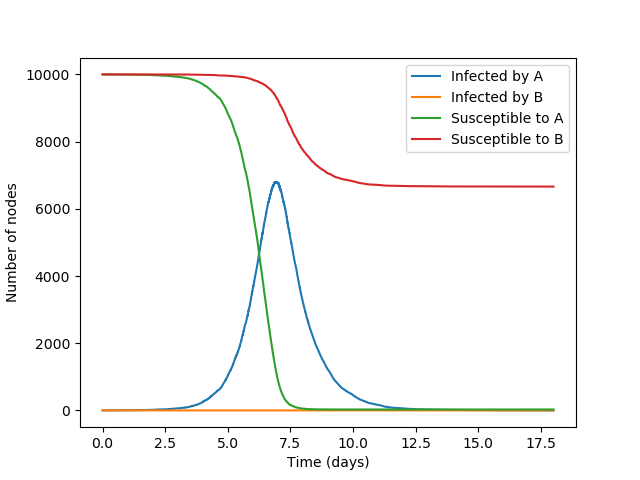 10000
8000
6000
4000
2000
0
Number of nodes
Infected by A
Infected by B
Susceptible to A
Susceptible to B
0.0 2.5 5.0 7.5 10.0 12.5 15.0 17.5
Time (days)